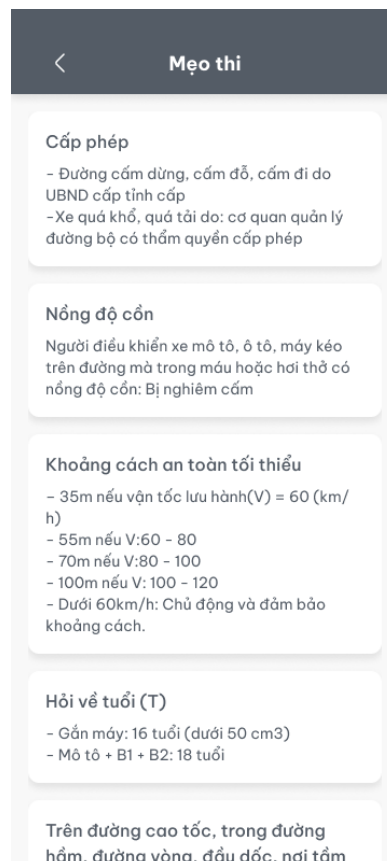 Mẹo thi
Cấp phép
- Đường cấm dừng, cấm đỗ, cấm đi do
UBND cấp tỉnh cấp
-Xe quá khổ, quá tải do: cơ quan quản lý
đường bộ có thẩm quyền cấp phép
Nồng độ cồn
Người điều khiển xe mô tô, ô tô, máy kéo
trên đường mà trong máu hoặc hơi thở có
nồng độ cồn: Bị nghiêm cấm
Khoảng cách an toàn tối thiểu
– 35m nếu vận tốc lưu hành(V) = 60 (km/
h)
- 55m nếu V:60 - 80
- 70m nếu V:80 - 100
- 100m nếu V: 100 - 120
- Dưới 60km/h: Chủ động và đảm bảo
khoảng cách.
Hỏi về tuổi (T)
- Gắn máy: 16 tuổi (dưới 50 cm3)
- Mô tô + B1 + B2: 18 tuổi
Trên đường cao tốc, trong đường
hầm, đường vòng, đầu dốc, nơi tầm